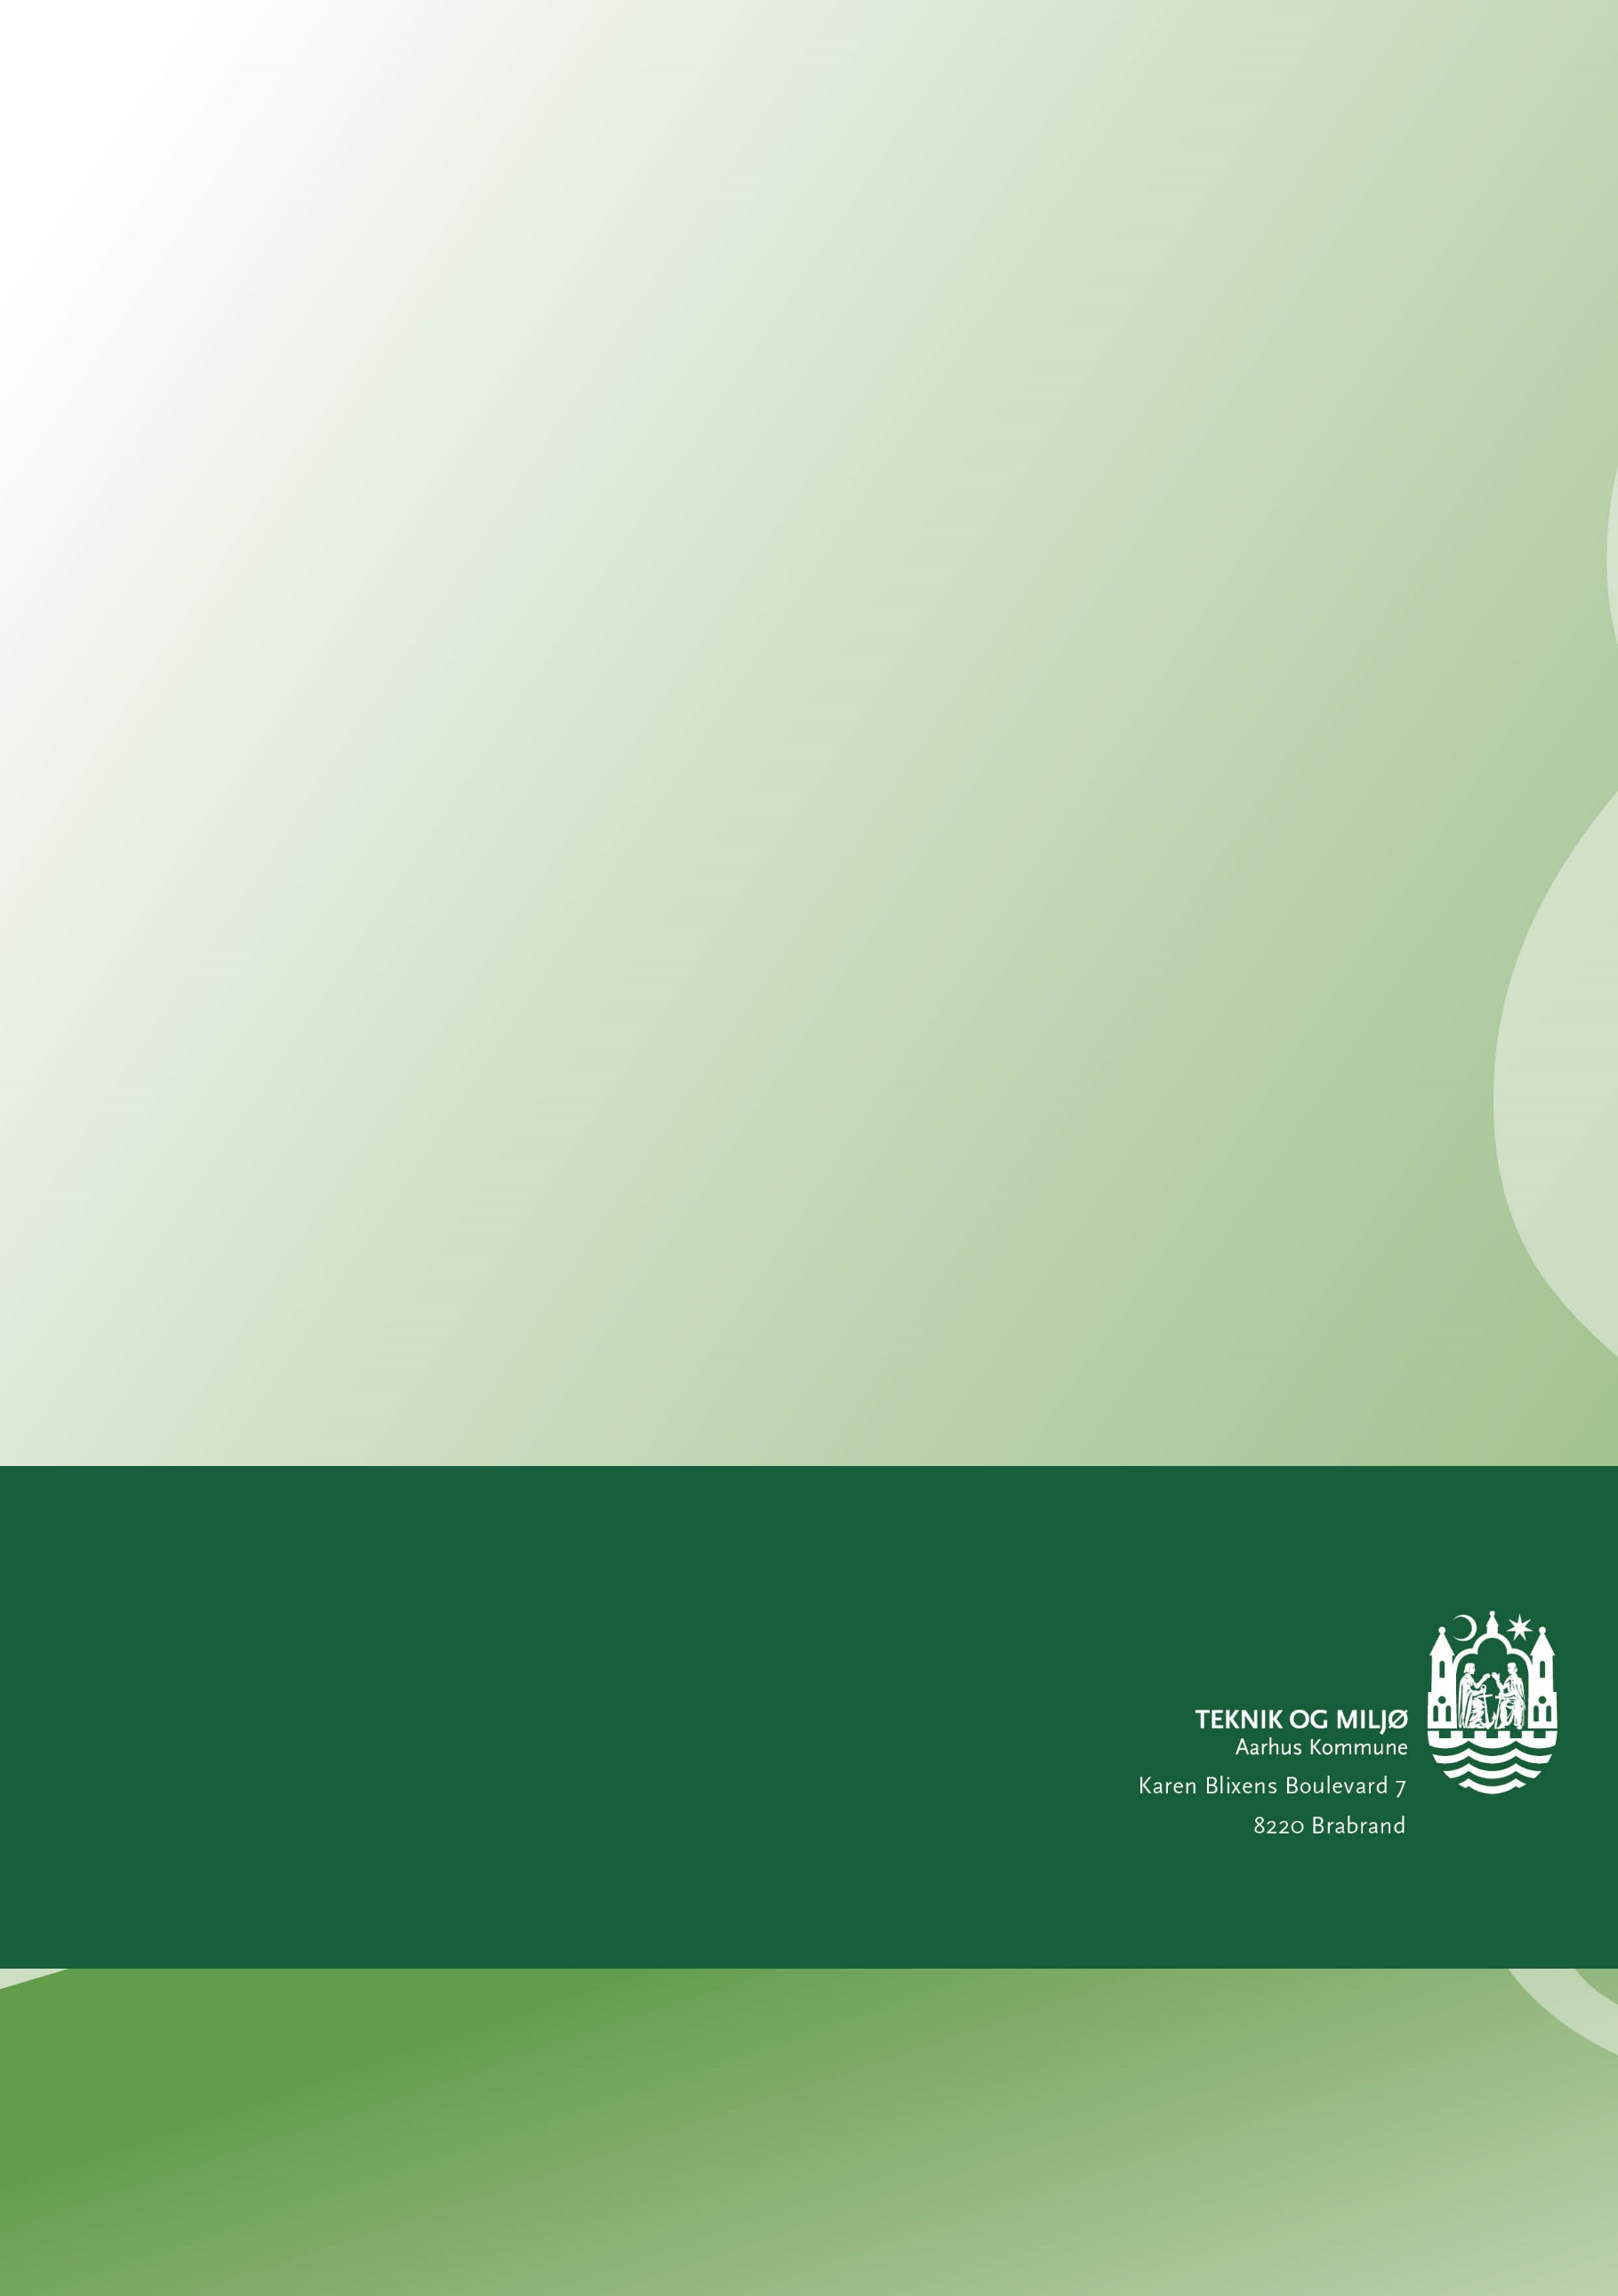 TEKNIK OG MILJØ
Aarhus Kommune
Karen Blixens Boulevard 7
8220 Brabrand